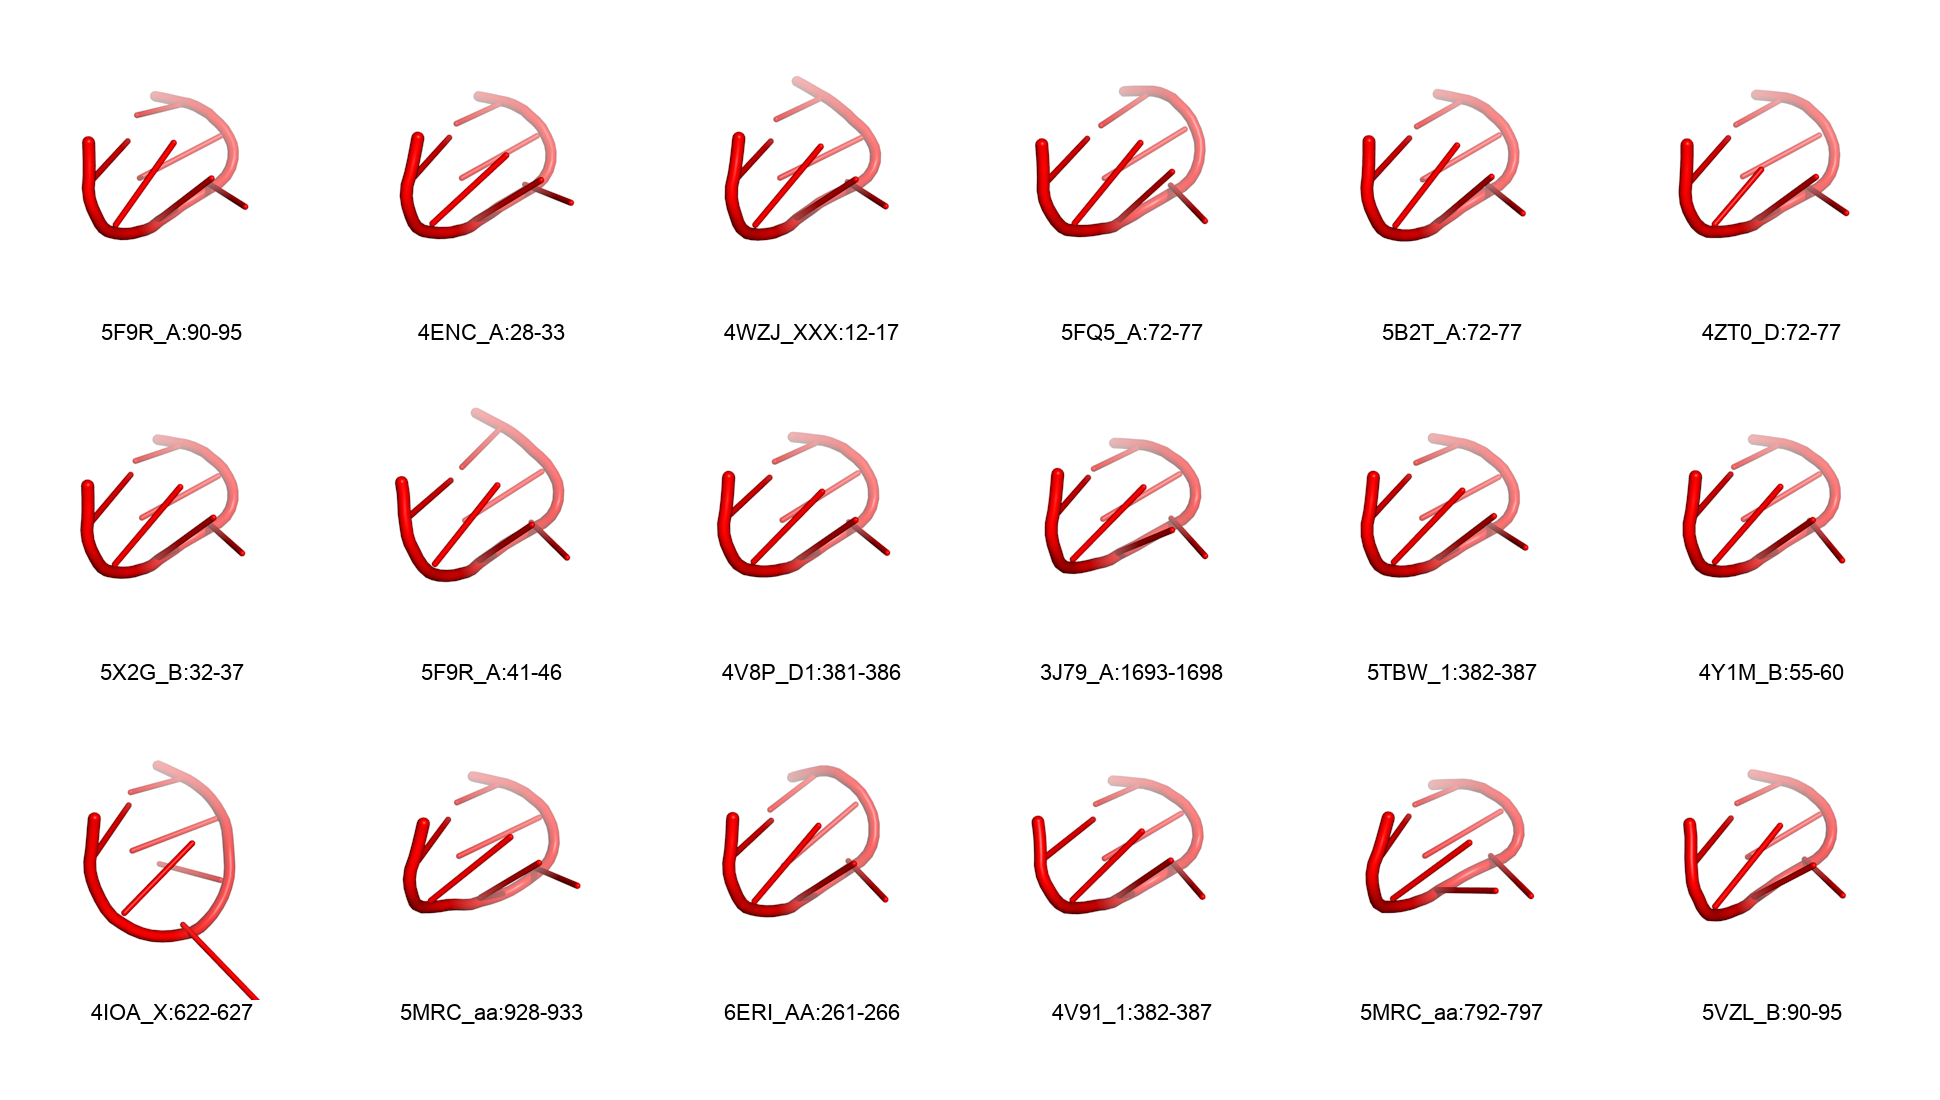 5F9R_A:90-95 4ENC_A:28-33 4WZJ_XXX:12-17 5FQ5_A:72-77 5B2T_A:72-77 4ZT0_D:72-77
5X2G_B:32-37 5F9R_A:41-46 4V8P_D1:381-386 3J79_A:1693-1698 5TBW_1:382-387 4Y1M_B:55-60
4IOA_X:622-627 5MRC_aa:928-933 6ERI_AA:261-266 4V91_1:382-387 5MRC_aa:792-797 5VZL_B:90-95